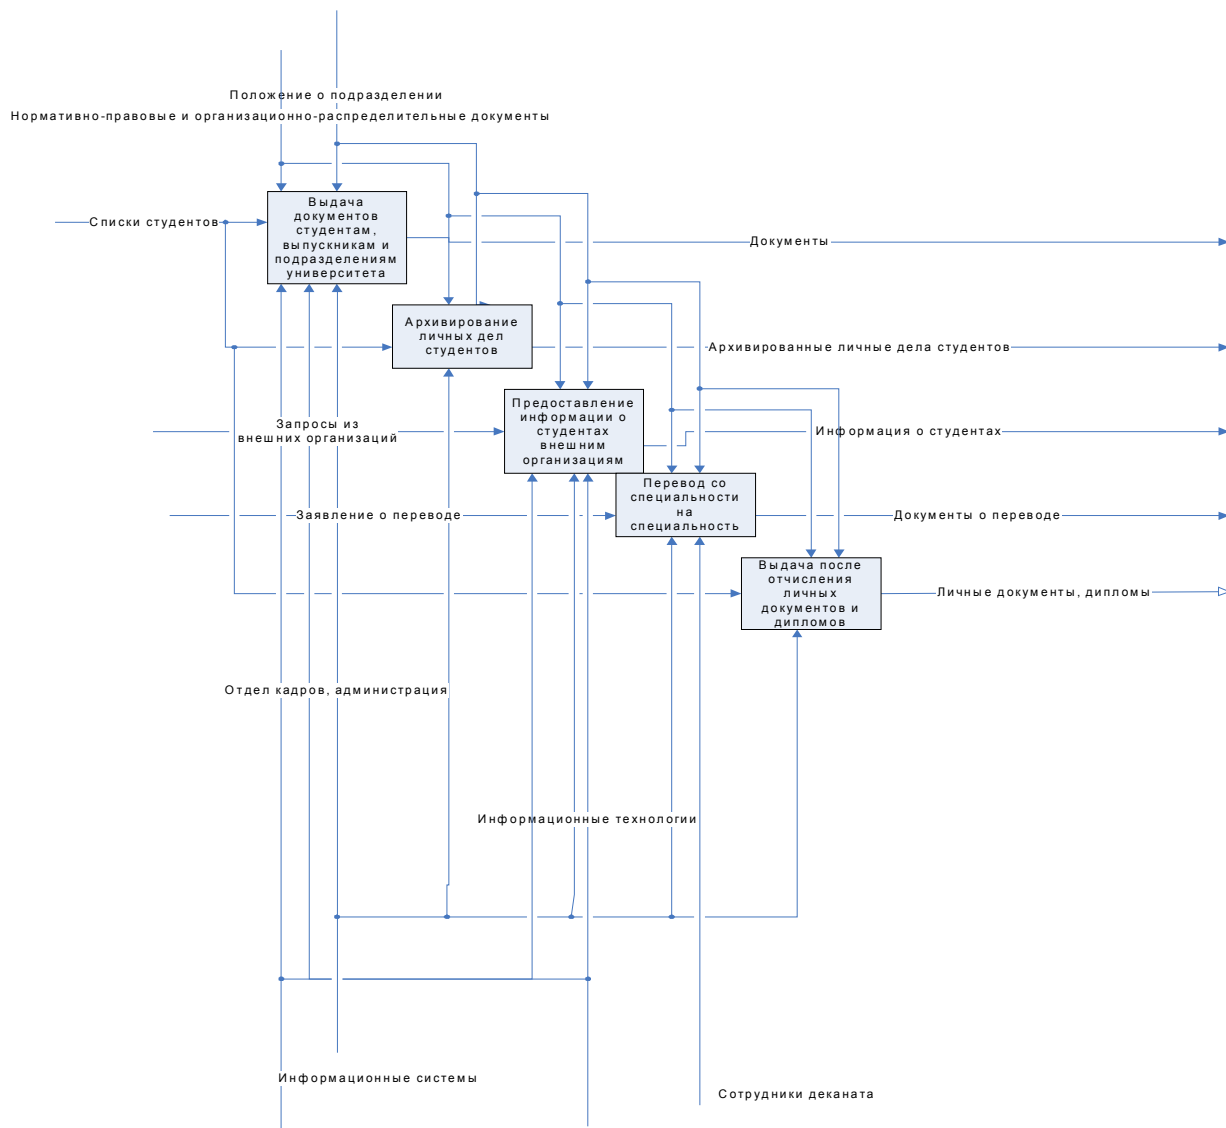 Положение о подразделении
Нормативно-правовые и организационно-распределительные документы
Выдача
документов
студентам,
выпускникам и
подразделениям
университета
Списки студентов
Документы
Архивирование
личных дел
студентов
Архивированные личные дела студентов
Предоставление
информации о
студентах
внешним
организациям
Запросы из
внешних организаций
Информация о студентах
Перевод со
специальности
на
специальность
Заявление о переводе
Документы о переводе
Выдача после
отчисления
личных
документов и
дипломов
Личные документы, дипломы
Отдел кадров, администрация
Информационные технологии
Информационные системы
Сотрудники деканата